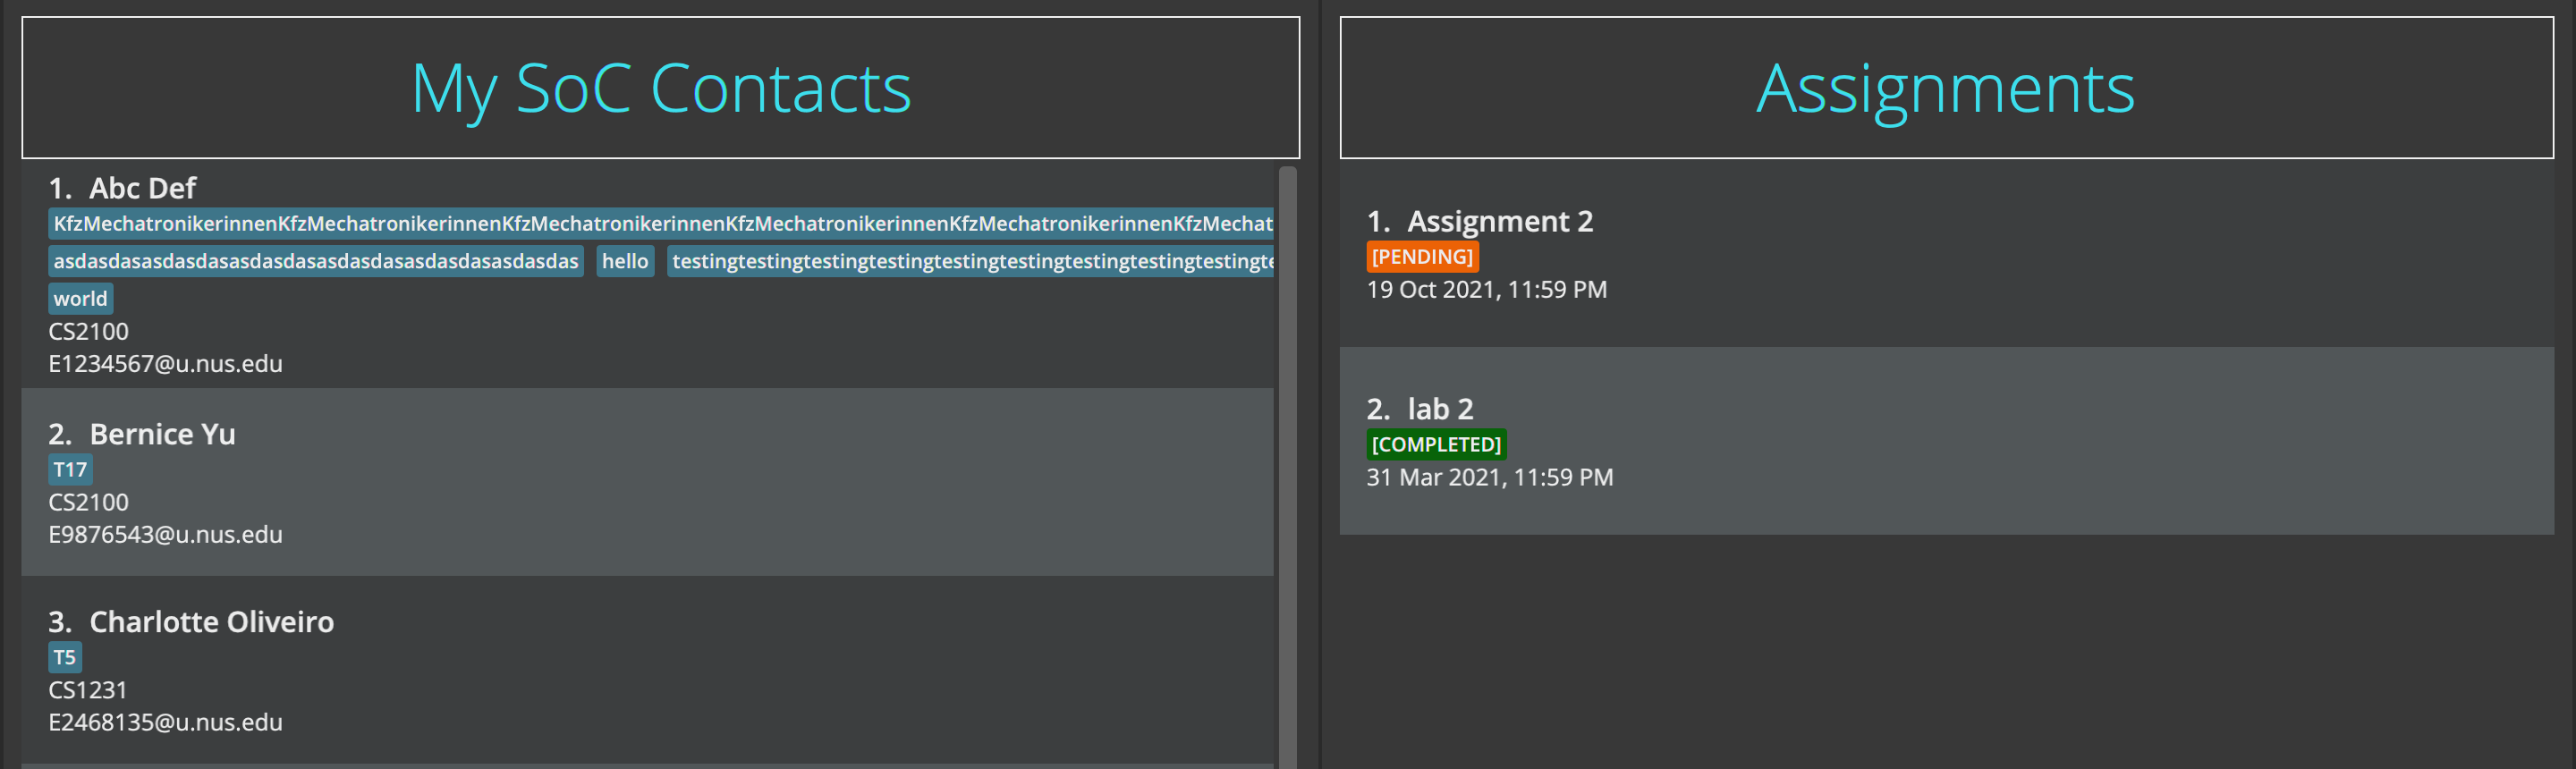 My SoC Contacts
1. Abc Def
KfzMechatronikerinnenKfzMechatronikerinnenKfzMechatronikerinnenKfzMechatronikerinnenKfzMechatronikerinnenKfzMechat
asdasdasasdasdasasdasdasasdasdasasdasdasasdasdas hello testingtestingtestingtestingtestingtestingtestingtestingtestingte
world
CS2100
E1234567@u.nus.edu
2. Bernice Yu
T17
CS2100
E9876543@u.nus.edu
3. Charlotte Oliveiro
T5
CS1231
E2468135@u.nus.edu
Assignments
1. Assignment 2
[PENDING]
19 Oct 2021, 11:59 PM
2. lab 2
[COMPLETED]
31 Mar 2021, 11:59 PM